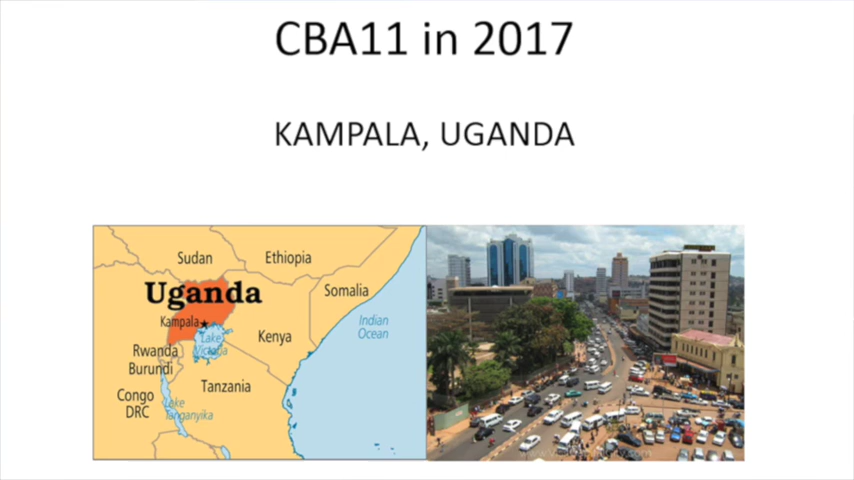 CBA11 in 2017
KAMPALA, UGANDA
Sudan
Ethiopia
Uganda
Somalia
Kampala
Indian
Ocean
Kenya
Lake
Victoria
Rwanda
Burundi
Tanzania
Congo
DRC
Lake
Tanganyika